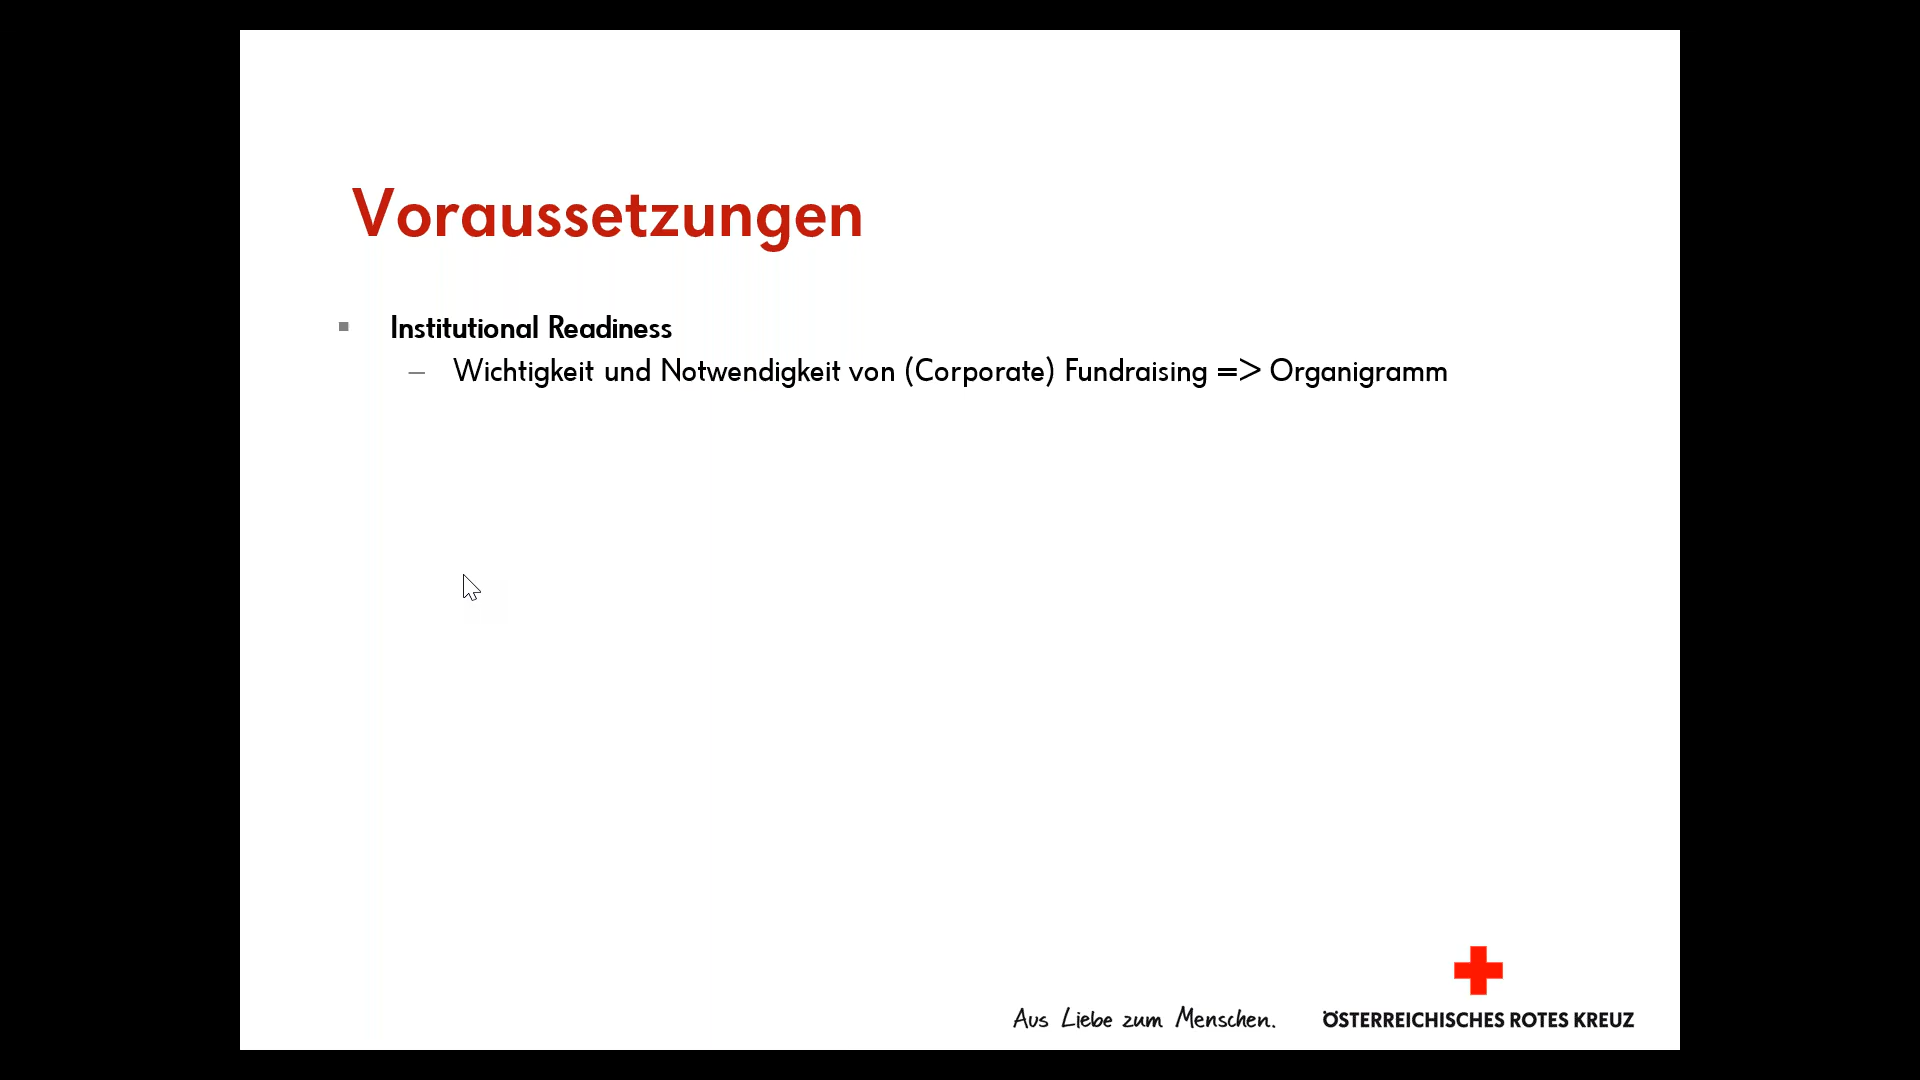 Voraussetzungen
Institutional Readiness
– Wichtigkeit und Notwendigkeit von (Corporate) Fundraising => Organigramm
Aus Liebe zum Menschen.
ÖSTERREICHISCHES ROTES KREUZ